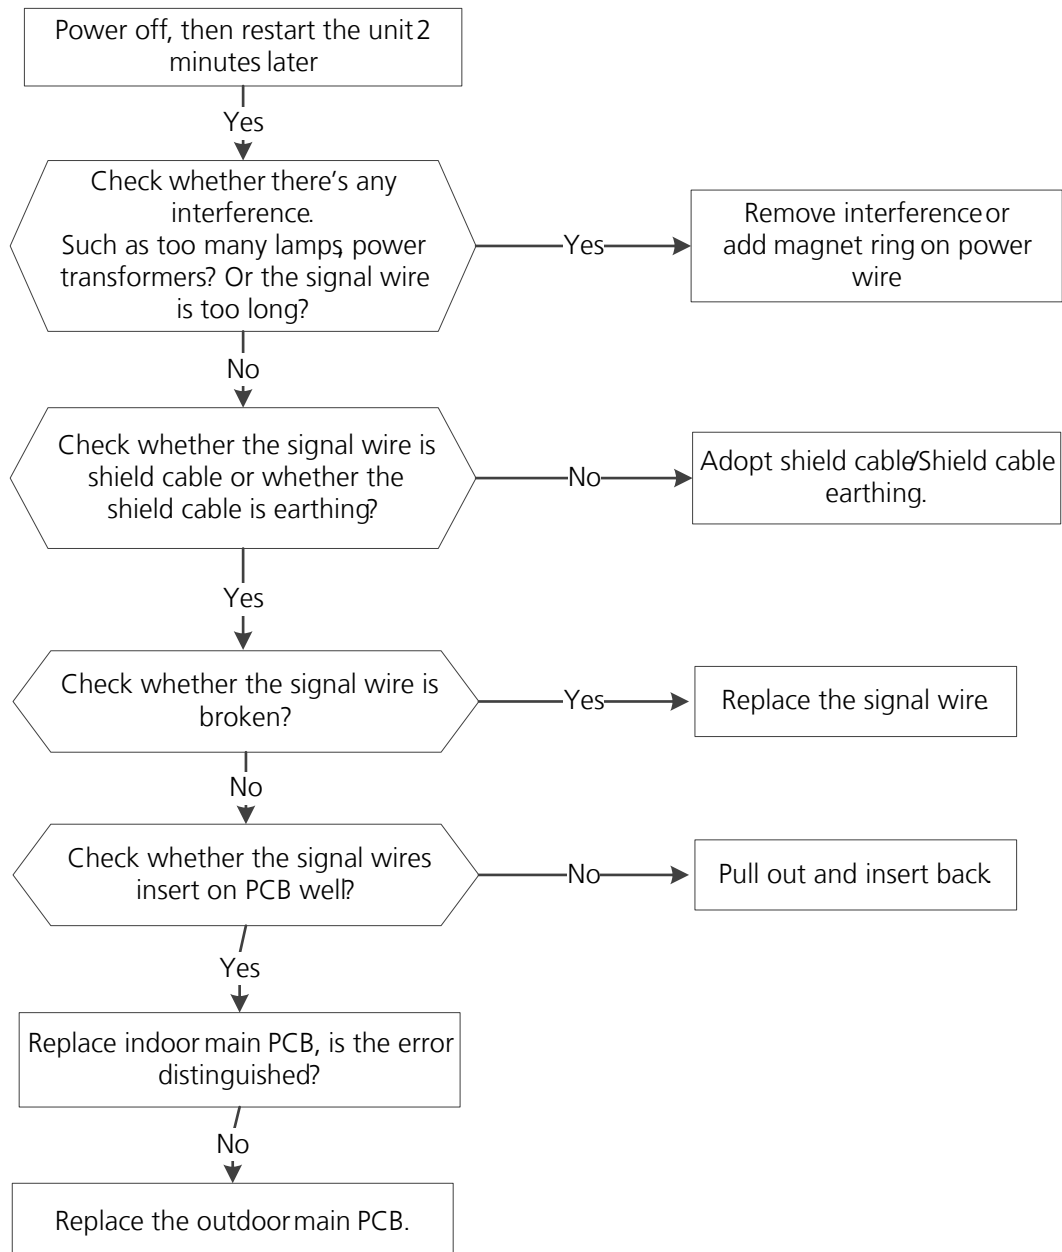 Power off, then restart the unit 2
minutes later
Yes
Check whether there's any
interference.
Such as too many lamps, power
transformers? Or the signal wire
is too long?
Yes
Remove interference or
add magnet ring on power
wire
No
Check whether the signal wire is
shield cable or whether the
shield cable is earthing?
No
Adopt shield cable/Shield cable
earthing.
Yes
Check whether the signal wire is
broken?
Yes
Replace the signal wire.
No
Check whether the signal wires
insert on PCB well?
No
Pull out and insert back.
Yes
Replace indoor main PCB, is the error
distinguished?
No
Replace the outdoor main PCB.